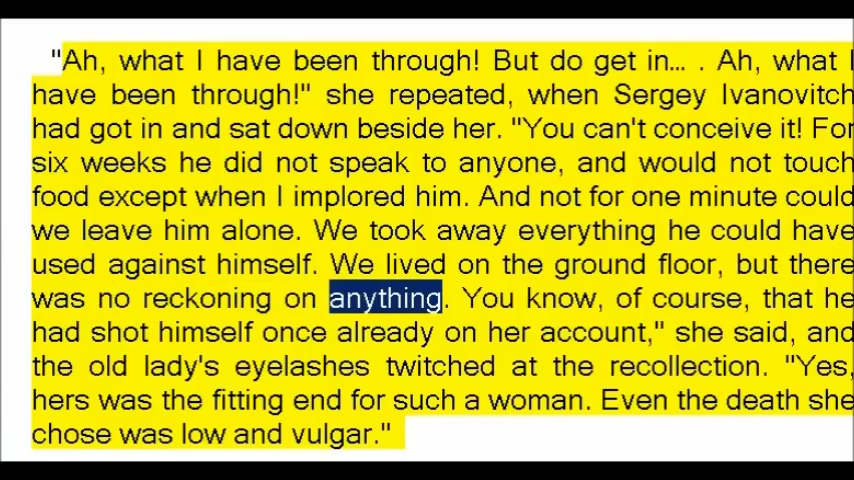 "Ah, what I have been through! But do get in... . Ah, what I
have been through!" she repeated, when Sergey Ivanovitch
had got in and sat down beside her. "You can't conceive it! For
six weeks he did not speak to anyone, and would not touch
food except when I implored him. And not for one minute could
we leave him alone. We took away everything he could have
used against himself. We lived on the ground floor, but there
was no reckoning on anything. You know, of course, that he
had shot himself once already on her account," she said, and
the old lady's eyelashes twitched at the recollection. "Yes,
hers was the fitting end for such a woman. Even the death she
chose was low and vulgar."